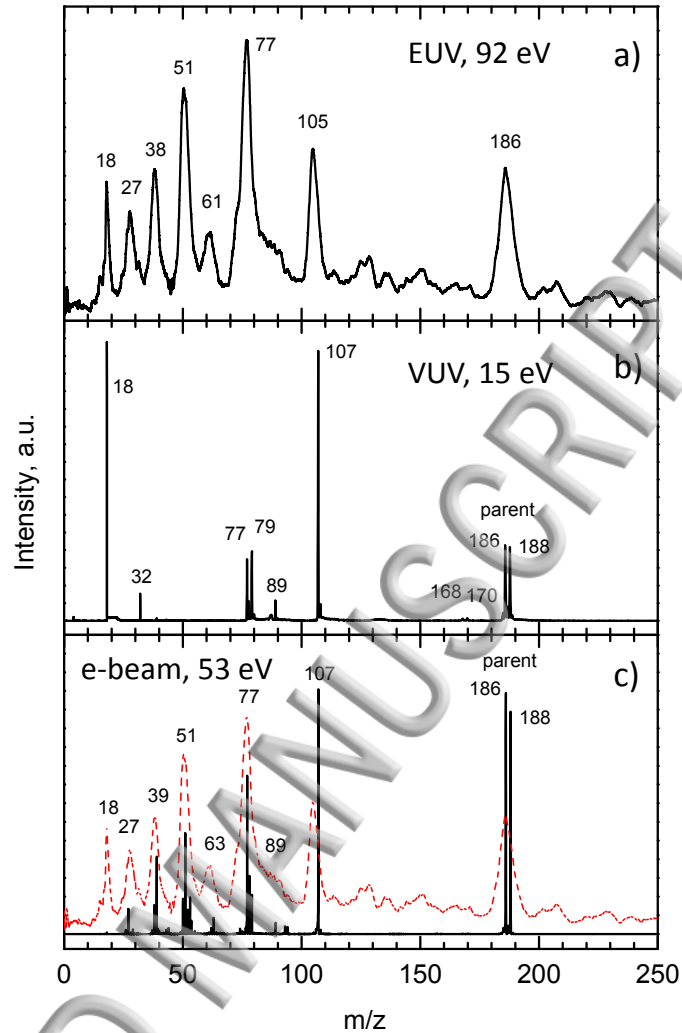 EUV, 92 eV
a)
18
27
38
51
61
77
105
186
VUV, 15 eV
b)
18
32
77
79
89
107
168
170
parent
186
188
e-beam, 53 eV
c)
18
27
39
51
63
77
89
107
parent
186
188
Intensity, a.u.
0 50 100 150 200 250
m/z
D MANUSCRIPT